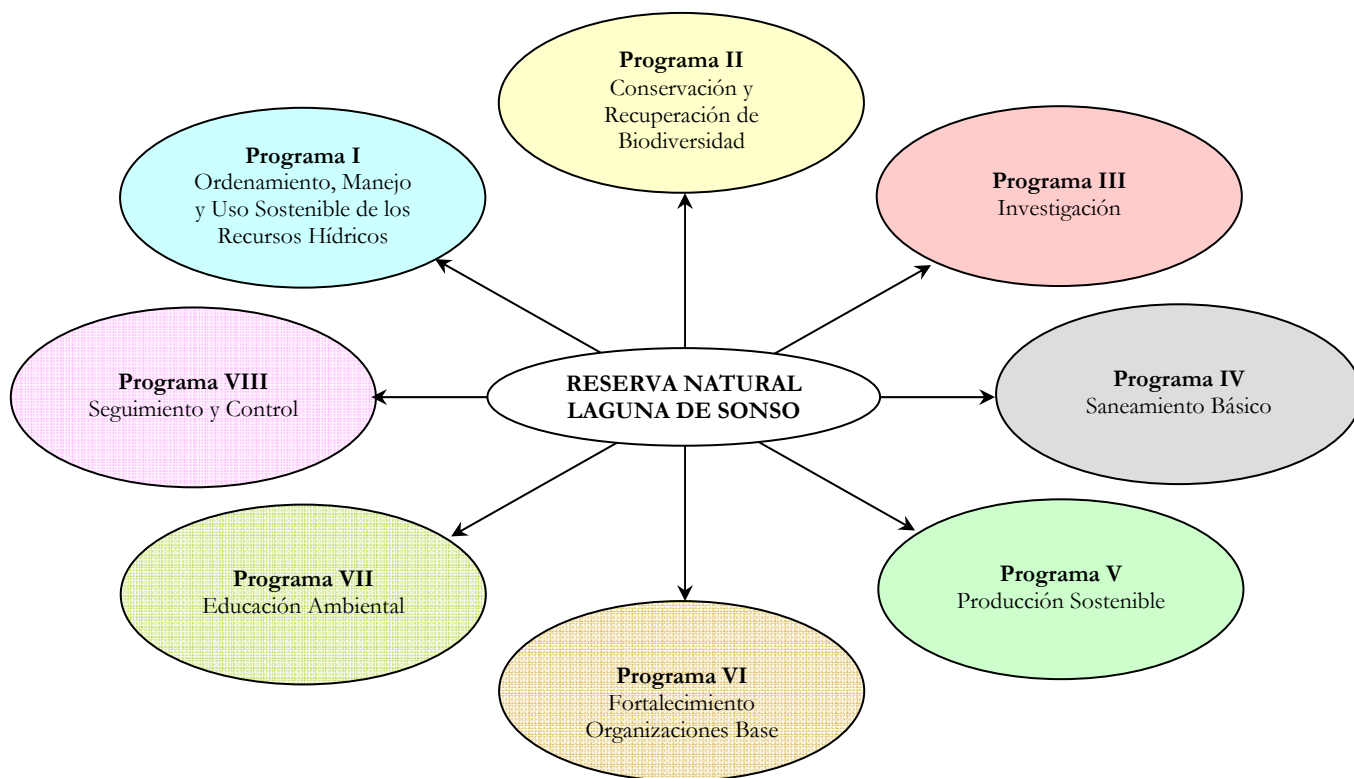 Programa II
Conservación y
Recuperación de
Biodiversidad
Programa I
Ordenamiento, Manejo
y Uso Sostenible de los
Recursos Hídricos
Programa III
Investigación
Programa VIII
Seguimiento y Control
RESERVA NATURAL
LAGUNA DE SONSO
Programa IV
Saneamiento Básico
Programa VII
Educación Ambiental
Programa V
Producción Sostenible
Programa VI
Fortalecimiento
Organizaciones Base